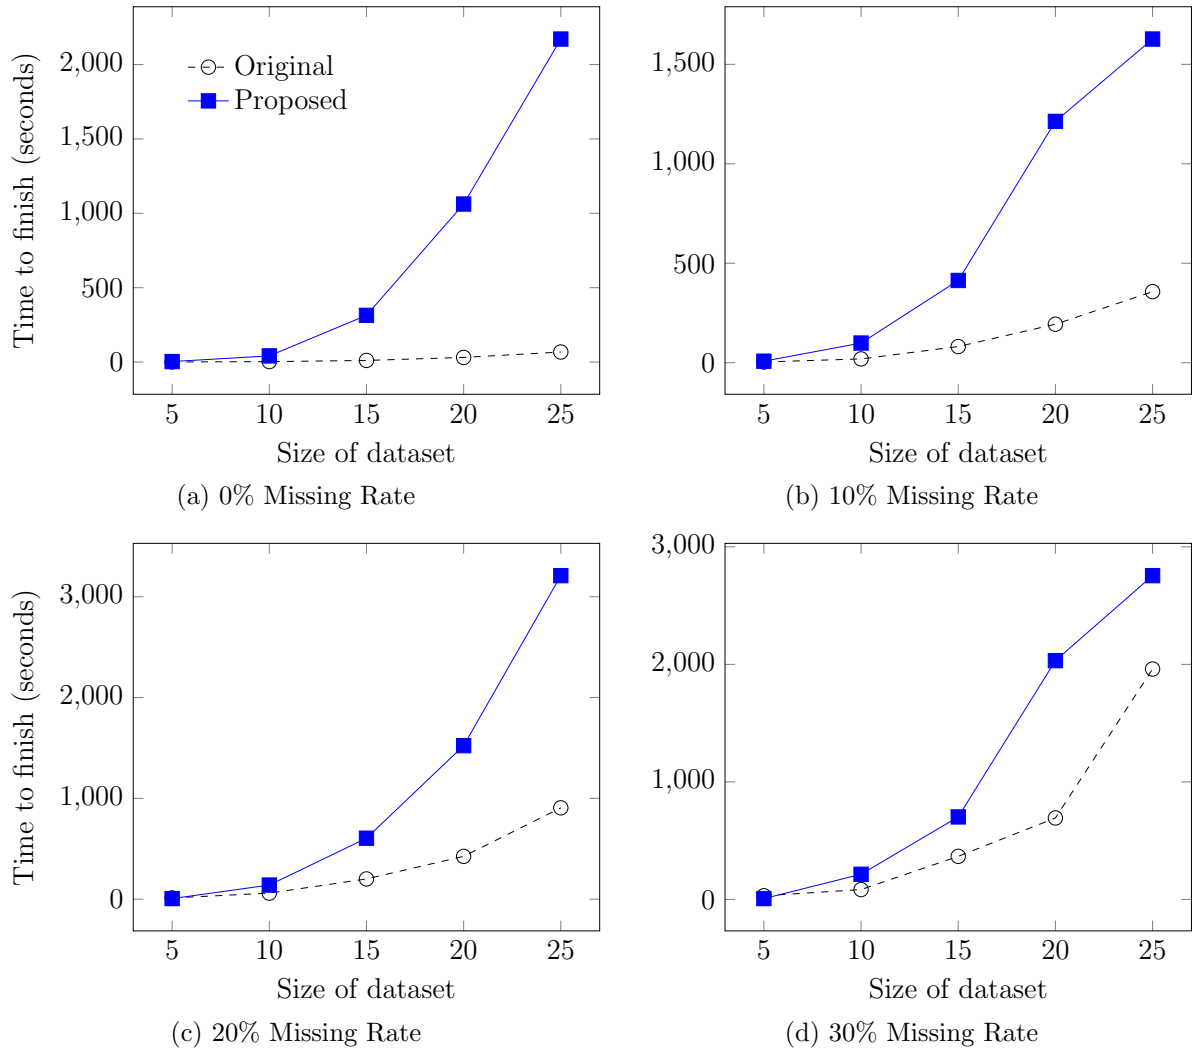 Time to finish (seconds)
2,000
1,500
1,000
500
0
Original
Proposed
5 10 15 20 25
Size of dataset
(a) 0% Missing Rate
1,500
1,000
500
0
5 10 15 20 25
Size of dataset
(b) 10% Missing Rate
Time to finish (seconds)
3,000
2,000
1,000
0
5 10 15 20 25
Size of dataset
(c) 20% Missing Rate
3,000
2,000
1,000
0
5 10 15 20 25
Size of dataset
(d) 30% Missing Rate